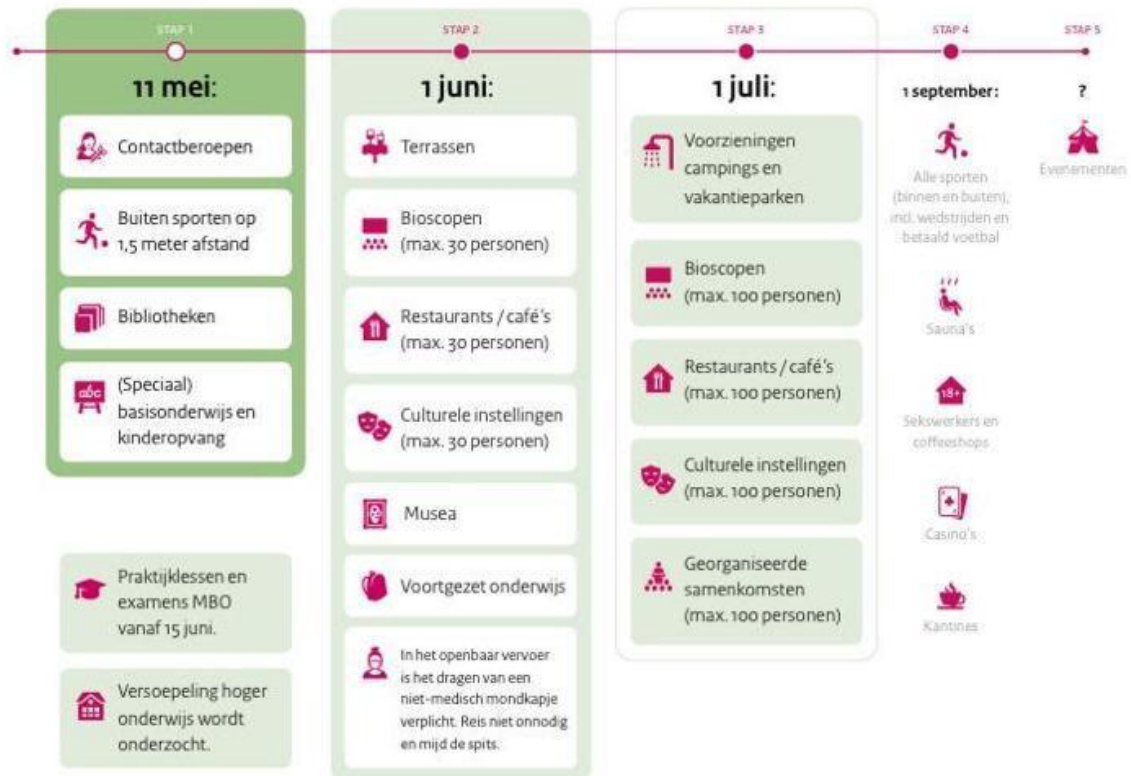 STAP 1
11 mei:
Contactberoepen
Buiten sporten op
1,5 meter afstand
Bibliotheken
abc
(Speciaal)
basisonderwijs en
kinderopvang
Praktijklessen en
examens MBO
vanaf 15 juni.
Versoepeling hoger
onderwijs wordt
onderzocht.
STAP 2
1 juni:
Terrassen
Bioscopen
(max. 30 personen)
Restaurants / café's
(max. 30 personen)
Culturele instellingen
(max. 30 personen)
Musea
Voortgezet onderwijs
In het openbaar vervoer
is het dragen van een
niet-medisch mondkapje
verplicht. Reis niet onnodig
en mijd de spits.
STAP 3
1 juli:
Voorzieningen
campings en
vakantieparken
Bioscopen
(max. 100 personen)
Restaurants / café's
(max. 100 personen)
Culturele instellingen
(max. 100 personen)
Georganiseerde
samenkomsten
(max. 100 personen)
STAP 4
1 september:
Alle sporten
(binnen en buiten),
incl. wedstrijden en
betaald voetbal
Sauna's
18+
Sekswerkers en
coffeeshops
Casino's
Kantines
STAP 5
?
Evenementen